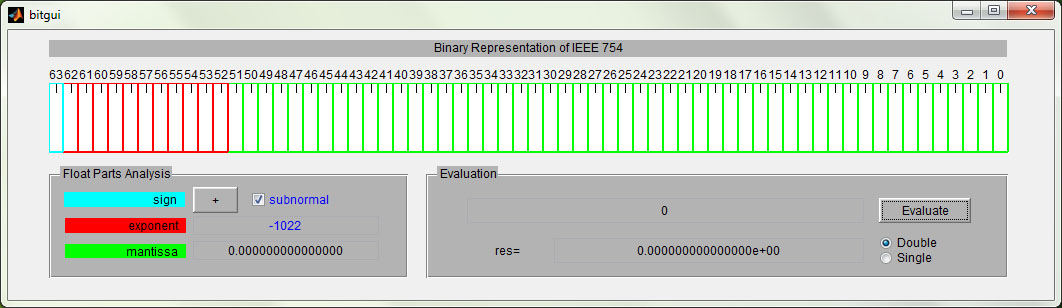 bitgui
Binary Representation of IEEE 754
63 62 61 60 59 58 57 56 55 54 53 52 51 50 49 48 47 46 45 44 43 42 41 40 39 38 37 36 35 34 33 32 31 30 29 28 27 26 25 24 23 22 21 20 19 18 17 16 15 14 13 12 11 10 9 8 7 6 5 4 3 2 1 0
Float Parts Analysis
sign + subnormal
exponent -1022
mantissa 0.000000000000000
Evaluation
0 Evaluate
res= 0.000000000000000e+00
Double
Single